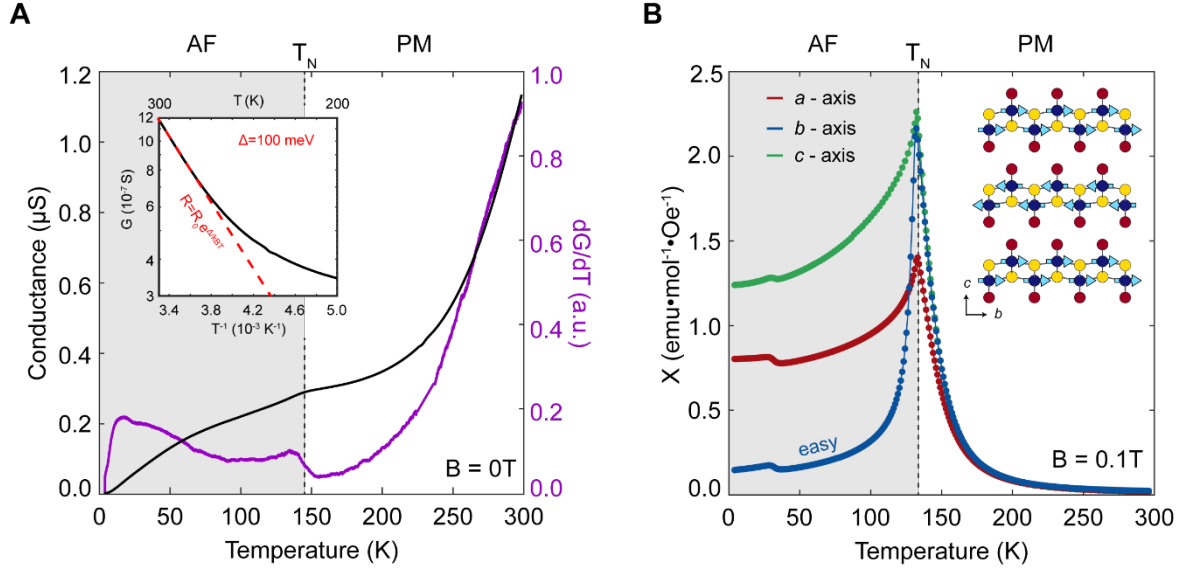 A
AF
T_N
PM
Conductance (µS)
1.2
1.0
0.8
0.6
0.4
0.2
0.0
T (K)
300
200
G (10⁻⁷ S)
12
10
8
6
4
3
Δ=100 meV
R=R₀e^Δ/kBT
3.4
3.8
4.2
4.6
5.0
T⁻¹ (10⁻³ K⁻¹)
B = 0T
1.0
0.8
0.6
0.4
0.2
0.0
dG/dT (a.u.)
0
50
100
150
200
250
300
Temperature (K)
B
AF
T_N
PM
X (emu•mol⁻¹•Oe⁻¹)
2.5
2.0
1.5
1.0
0.5
0.0
a - axis
b - axis
c - axis
c
b
easy
B = 0.1T
0
50
100
150
200
250
300
Temperature (K)